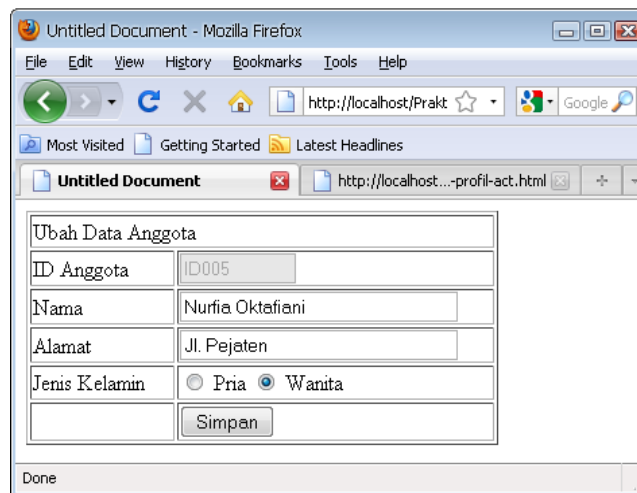 Untitled Document - Mozilla Firefox
File Edit View History Bookmarks Tools Help
http://localhost/Prakt Google
Most Visited Getting Started Latest Headlines
Untitled Document http://localhost...-profil-act.html
Ubah Data Anggota
ID Anggota ID005
Nama Nurfia Oktafiani
Alamat Jl. Pejaten
Jenis Kelamin Pria Wanita
Simpan
Done